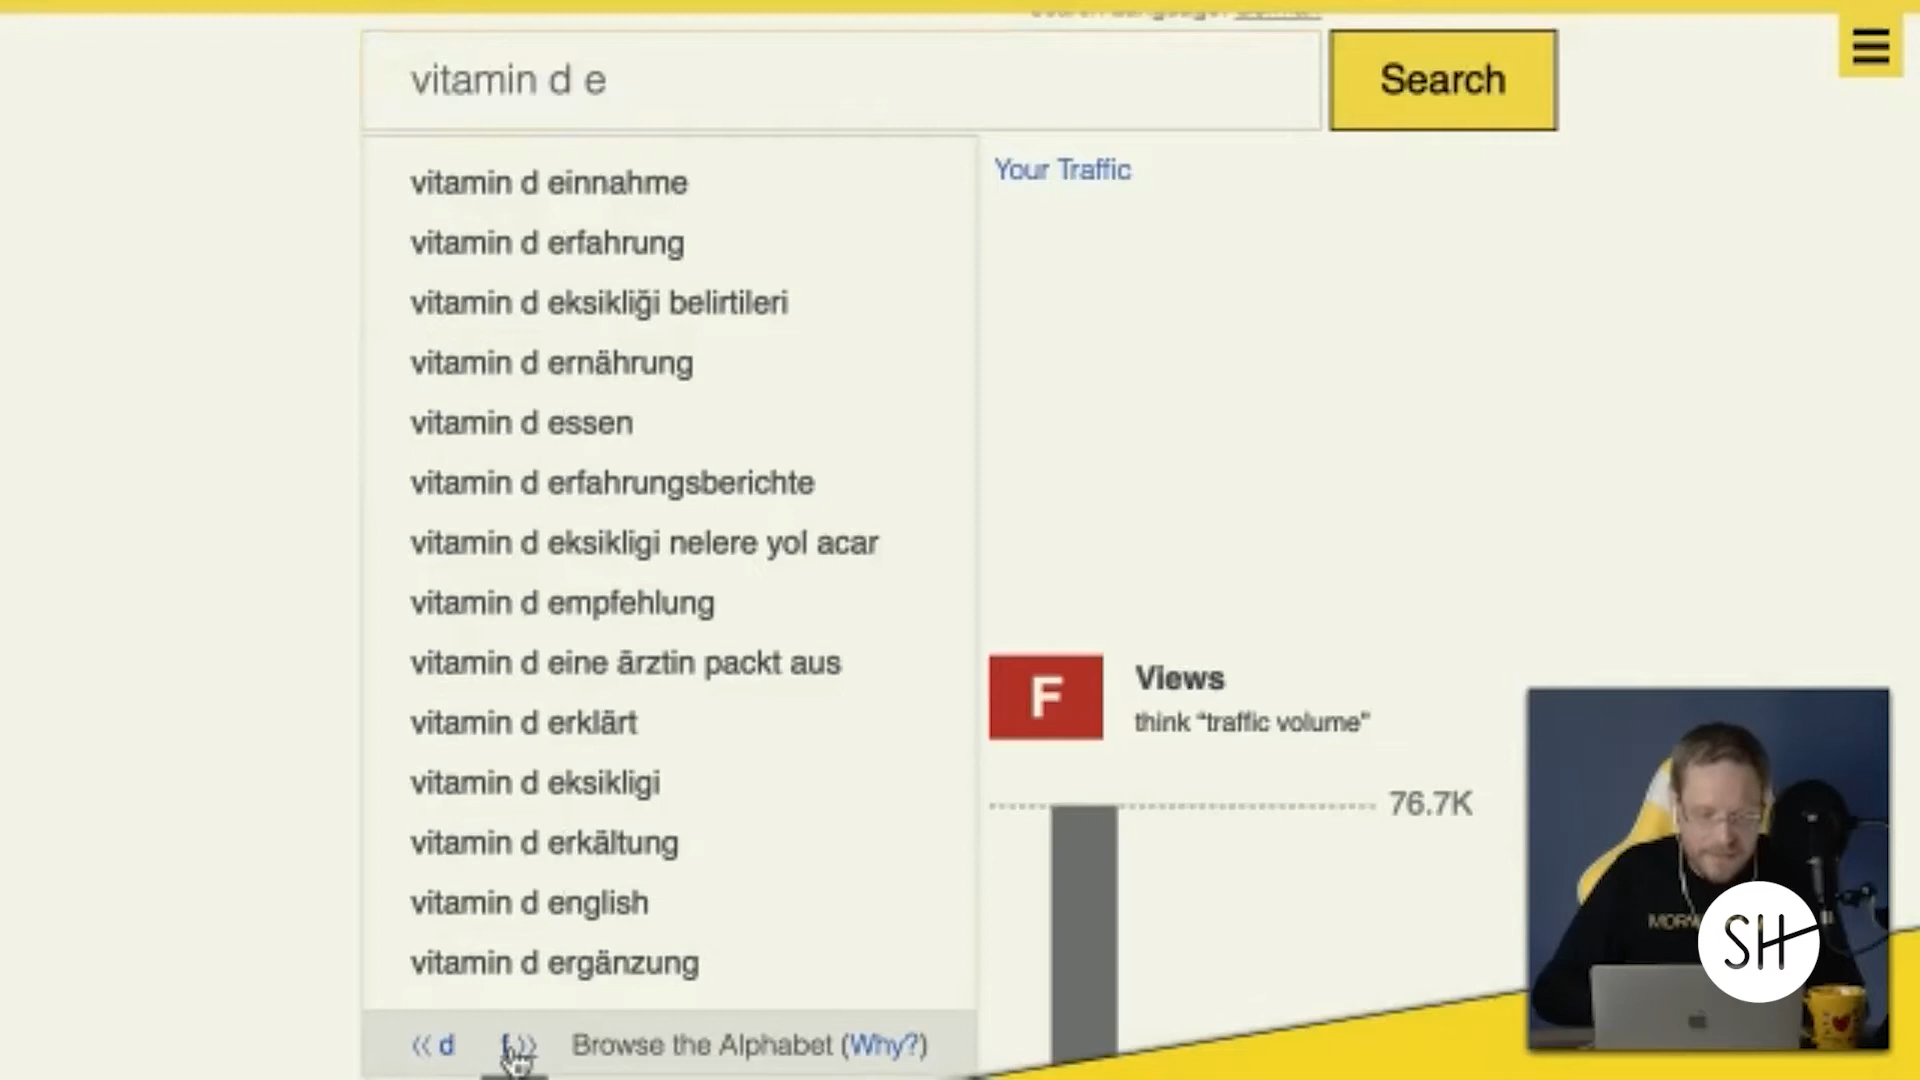 vitamin d e
Search
Your Traffic
vitamin d einnahme
vitamin d erfahrung
vitamin d eksikliği belirtileri
vitamin d ernährung
vitamin d essen
vitamin d erfahrungsberichte
vitamin d eksikligi nelere yol acar
vitamin d empfehlung
vitamin d eine ärztin packt aus
vitamin d erklärt
vitamin d eksikligi
vitamin d erkältung
vitamin d english
vitamin d ergänzung
‹‹ d f ›› Browse the Alphabet (Why?)
F
Views
think “traffic volume”
76.7K
SH